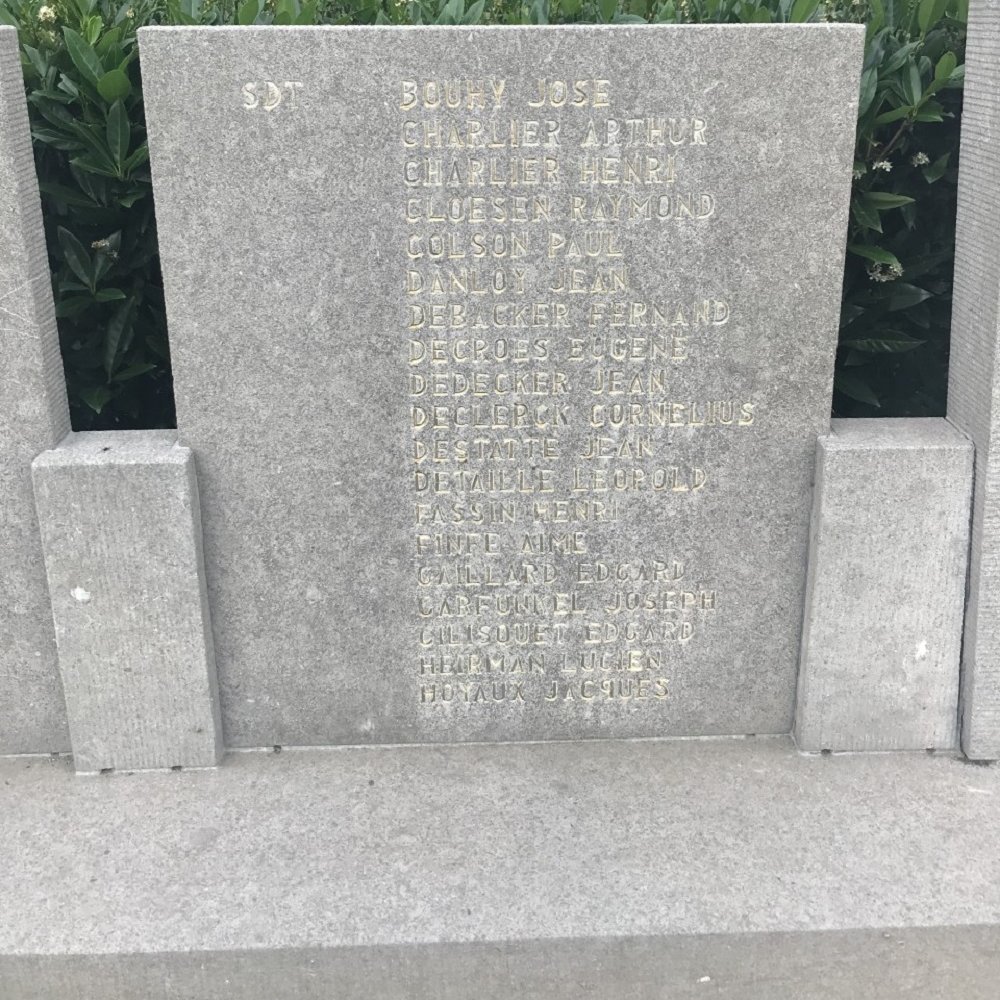 SDT BOUHY JOSE
CHARLIER ARTHUR
CHARLIER HENRI
CLOESEN RAYMOND
COLSON PAUL
DANLOY JEAN
DEBACKER FERNAND
DECROES EUGENE
DEDECKER JEAN
DECLERCK CORNELIUS
DESTATTE JEAN
DETAILLE LEOPOLD
FASSIN HENRI
FINFE AIME
GAILLARD EDGARD
GARFUNKEL JOSEPH
GILISQUET EDGARD
HEIRMAN LUCIEN
HOYAUX JACQUES